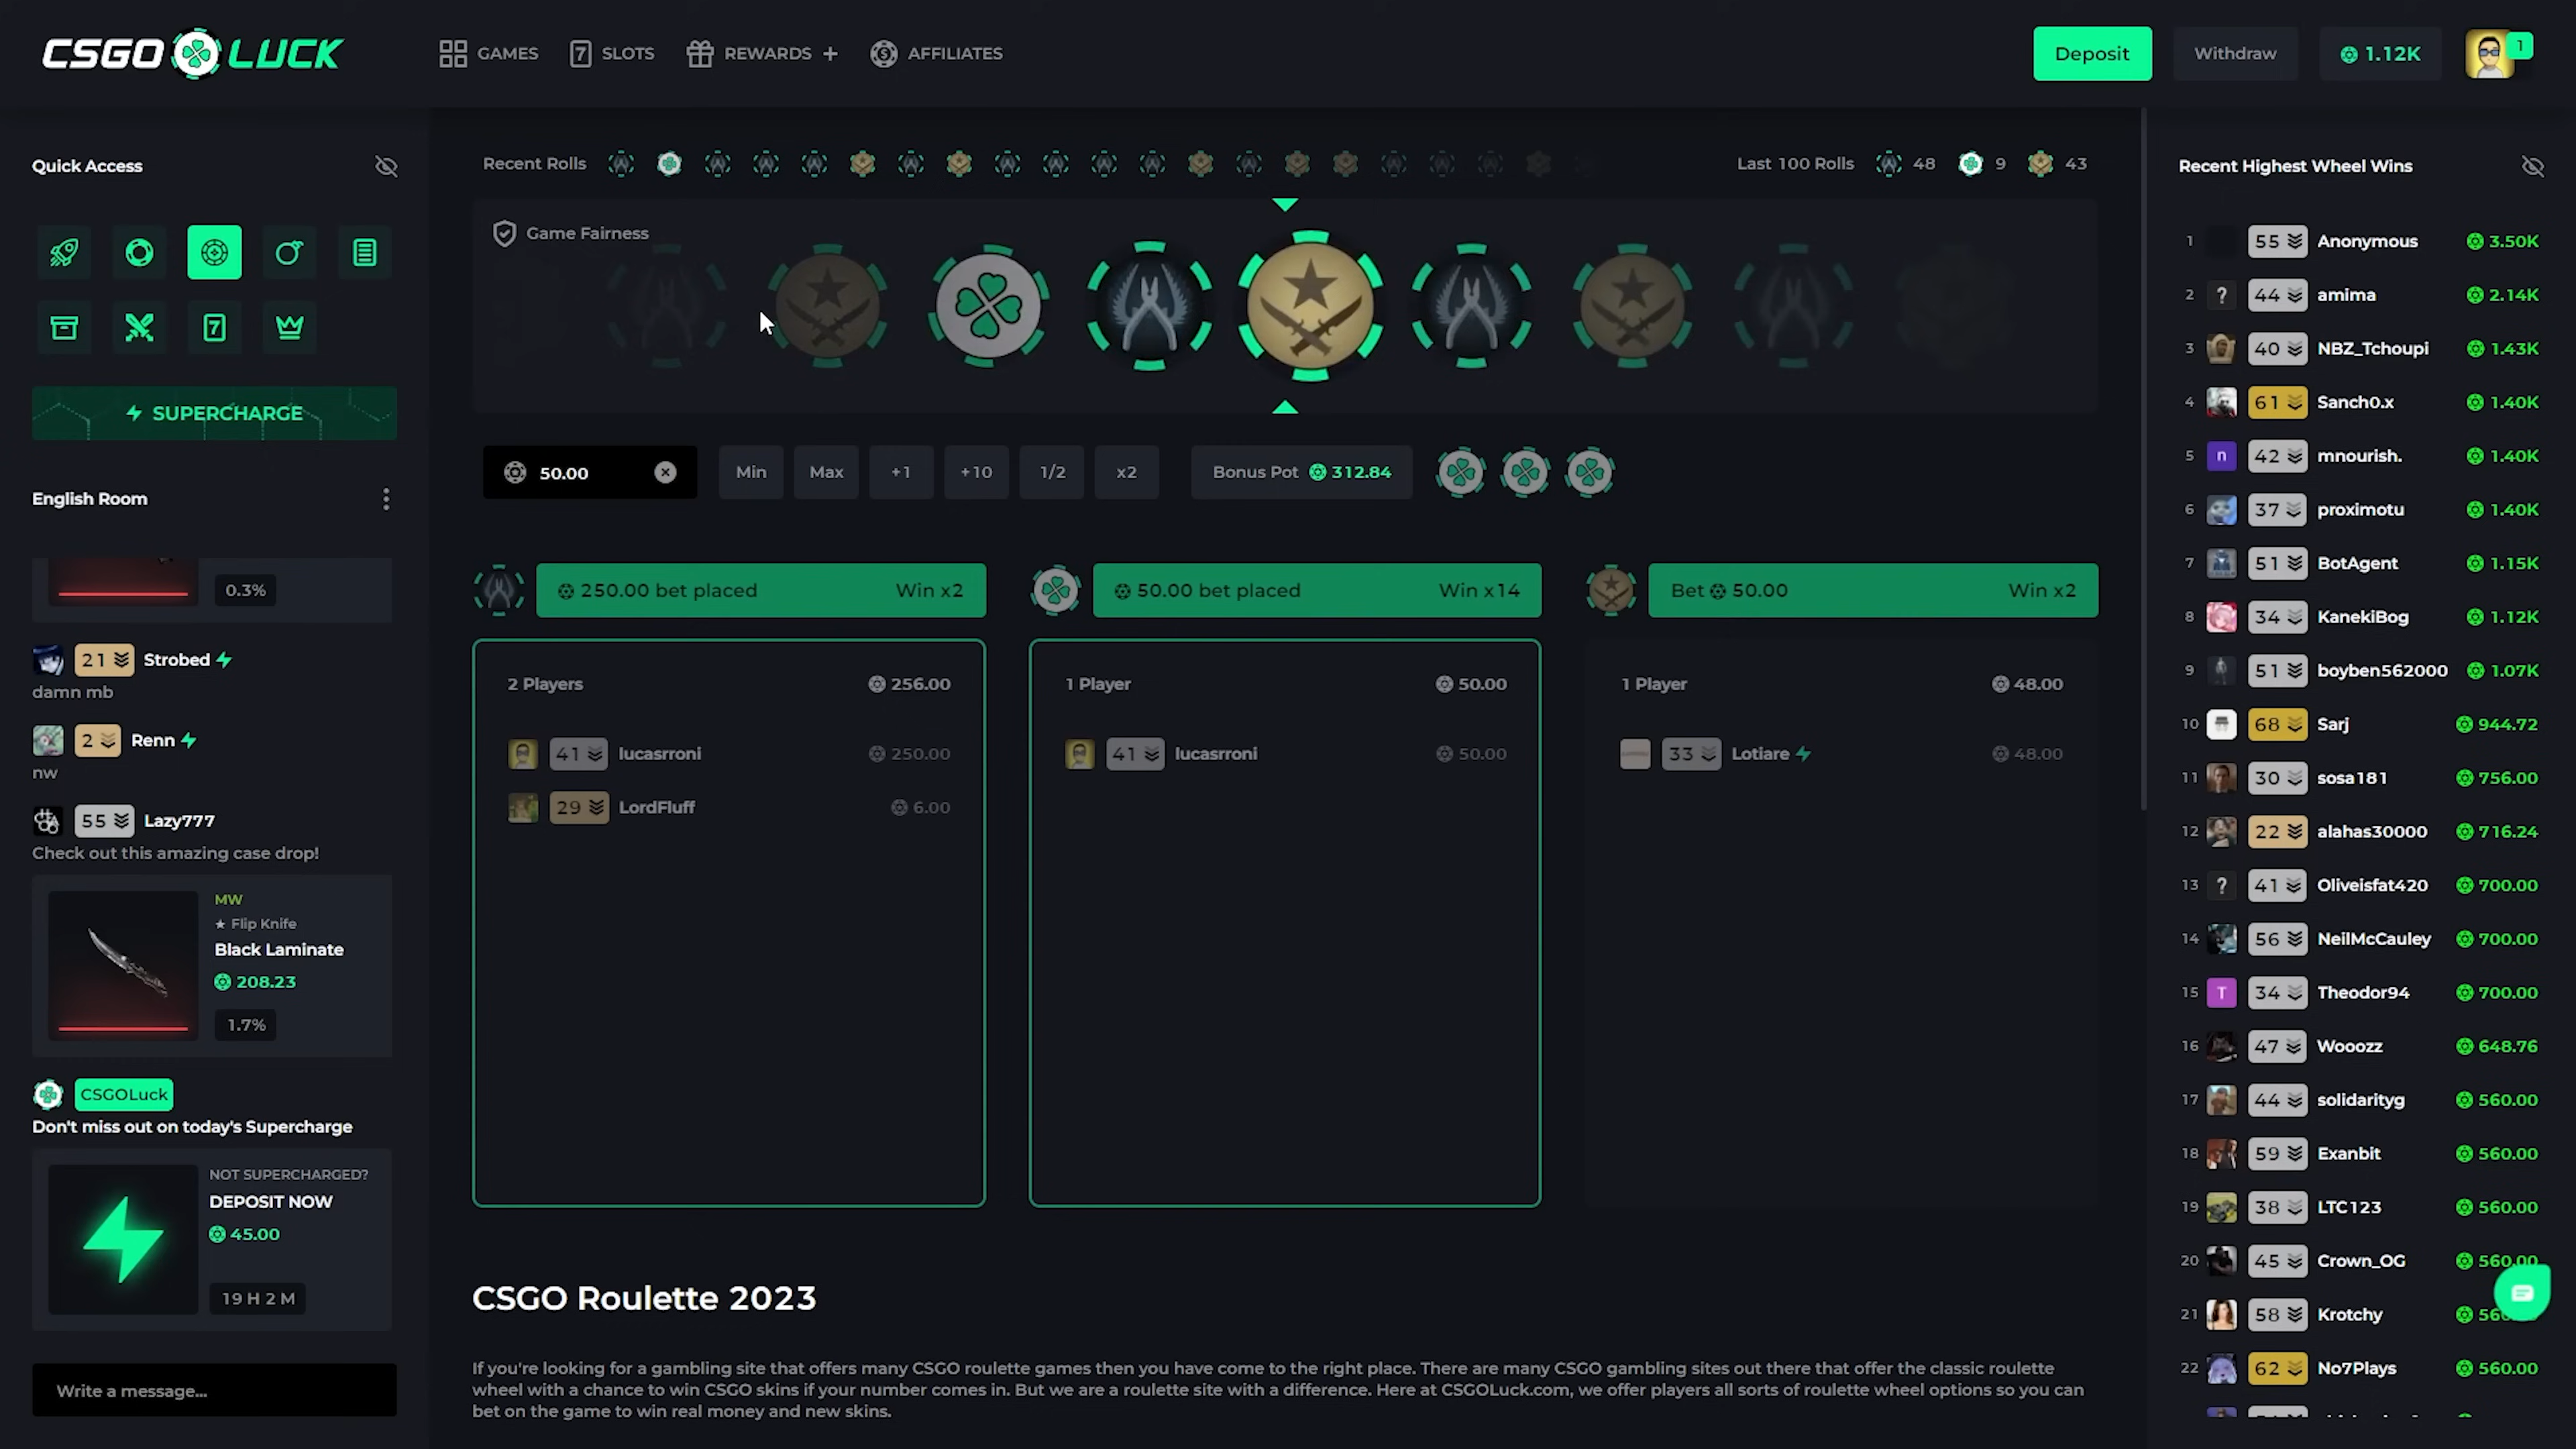 CSGO LUCK
GAMES
7 SLOTS
REWARDS +
AFFILIATES
Deposit
Withdraw
1.12K
1
Quick Access
7
SUPERCHARGE
English Room
0.3%
21 Strobed
damn mb
2 Renn
nw
55 Lazy777
Check out this amazing case drop!
MW
★ Flip Knife
Black Laminate
208.23
1.7%
CSGOLuck
Don't miss out on today's Supercharge
NOT SUPERCHARGED?
DEPOSIT NOW
45.00
19 H 2 M
Write a message...
Recent Rolls
Last 100 Rolls 48 9 43
Game Fairness
50.00
Min
Max
+1
+10
1/2
x2
Bonus Pot 312.84
250.00 bet placed Win x2
50.00 bet placed Win x14
Bet 50.00 Win x2
2 Players 256.00
41 lucasrroni 250.00
29 LordFluff 6.00
1 Player 50.00
41 lucasrroni 50.00
1 Player 48.00
33 Lotiare 48.00
CSGO Roulette 2023
If you're looking for a gambling site that offers many CSGO roulette games then you have come to the right place. There are many CSGO gambling sites out there that offer the classic roulette
wheel with a chance to win CSGO skins if your number comes in. But we are a roulette site with a difference. Here at CSGOLuck.com, we offer players all sorts of roulette wheel options so you can
bet on the game to win real money and new skins.
Recent Highest Wheel Wins
1 55 Anonymous 3.50K
2 ? 44 amima 2.14K
3 40 NBZ_Tchoupi 1.43K
4 61 Sanch0.x 1.40K
5 n 42 mnourish. 1.40K
6 37 proximotu 1.40K
7 51 BotAgent 1.15K
8 34 KanekiBog 1.12K
9 51 boyben562000 1.07K
10 68 Sarj 944.72
11 30 sosa181 756.00
12 22 alahas30000 716.24
13 ? 41 Oliveisfat420 700.00
14 56 NeilMcCauley 700.00
15 T 34 Theodor94 700.00
16 47 Wooozz 648.76
17 44 solidarityg 560.00
18 59 Exanbit 560.00
19 38 LTC123 560.00
20 45 Crown_OG 560.00
21 58 Krotchy
22 62 No7Plays 560.00